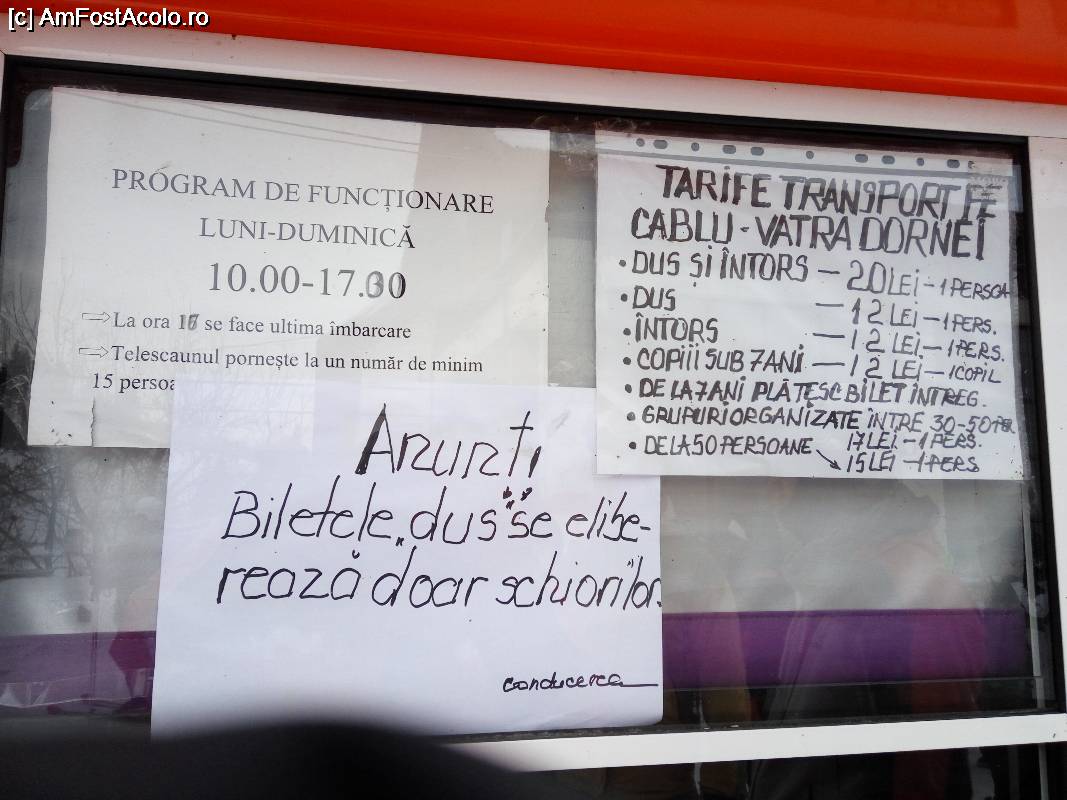 [c] AmFostAcolo.ro
PROGRAM DE FUNCȚIONARE
LUNI-DUMINICĂ
10.00-17.00
La ora se face ultima îmbarcare
Telescaunul pornește la un număr de minim
15 persoa
TARIFE TRANSPORT PE
CABLU - VATRA DORNEI
• DUS ȘI ÎNTORS - 20 LEI - 1 PERSOA
• DUS - 12 LEI - 1 PERS.
• ÎNTORS - 12 LEI - 1 PERS.
• COPIII SUB 7 ANI - 12 LEI - 1 COPIL
• DE LA 7 ANI PLĂTESC BILET ÎNTREG.
• GRUPURI ORGANIZATE ÎNTRE 30-50 PER
17 LEI - 1 PERS.
• DE LA 50 PERSOANE
15 LEI - 1 PERS
Anunț
Biletele „dus" se elibe-
rează doar schiorilor.
conducerea